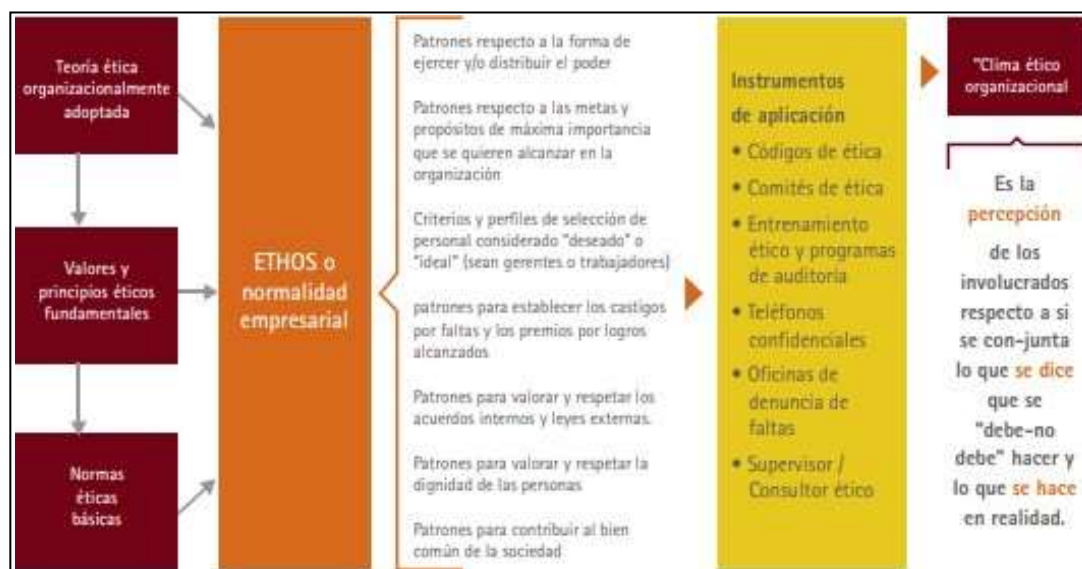 Teoría ética
organizacionalmente
adoptada
Valores y
principios éticos
fundamentales
Normas
éticas
básicas
ETHOS o
normalidad
empresarial
Patrones respecto a la forma de
ejercer y/o distribuir el poder
Patrones respecto a las metas y
propósitos de máxima importancia
que se quieren alcanzar en la
organización
Criterios y perfiles de selección de
personal considerado "deseado" o
"ideal" (sean gerentes o trabajadores)
patrones para establecer los castigos
por faltas y los premios por logros
alcanzados
Patrones para valorar y respetar los
acuerdos internos y leyes externas.
Patrones para valorar y respetar la
dignidad de las personas
Patrones para contribuir al bien
común de la sociedad
Instrumentos
de aplicación
• Códigos de ética
• Comités de ética
• Entrenamiento
ético y programas
de auditoría
• Teléfonos
confidenciales
• Oficinas de
denuncia de
faltas
• Supervisor /
Consultor ético
"Clima ético
organizacional
Es la
percepción
de los
involucrados
respecto a si
se con-junta
lo que se dice
que se
"debe-no
debe" hacer y
lo que se hace
en realidad.